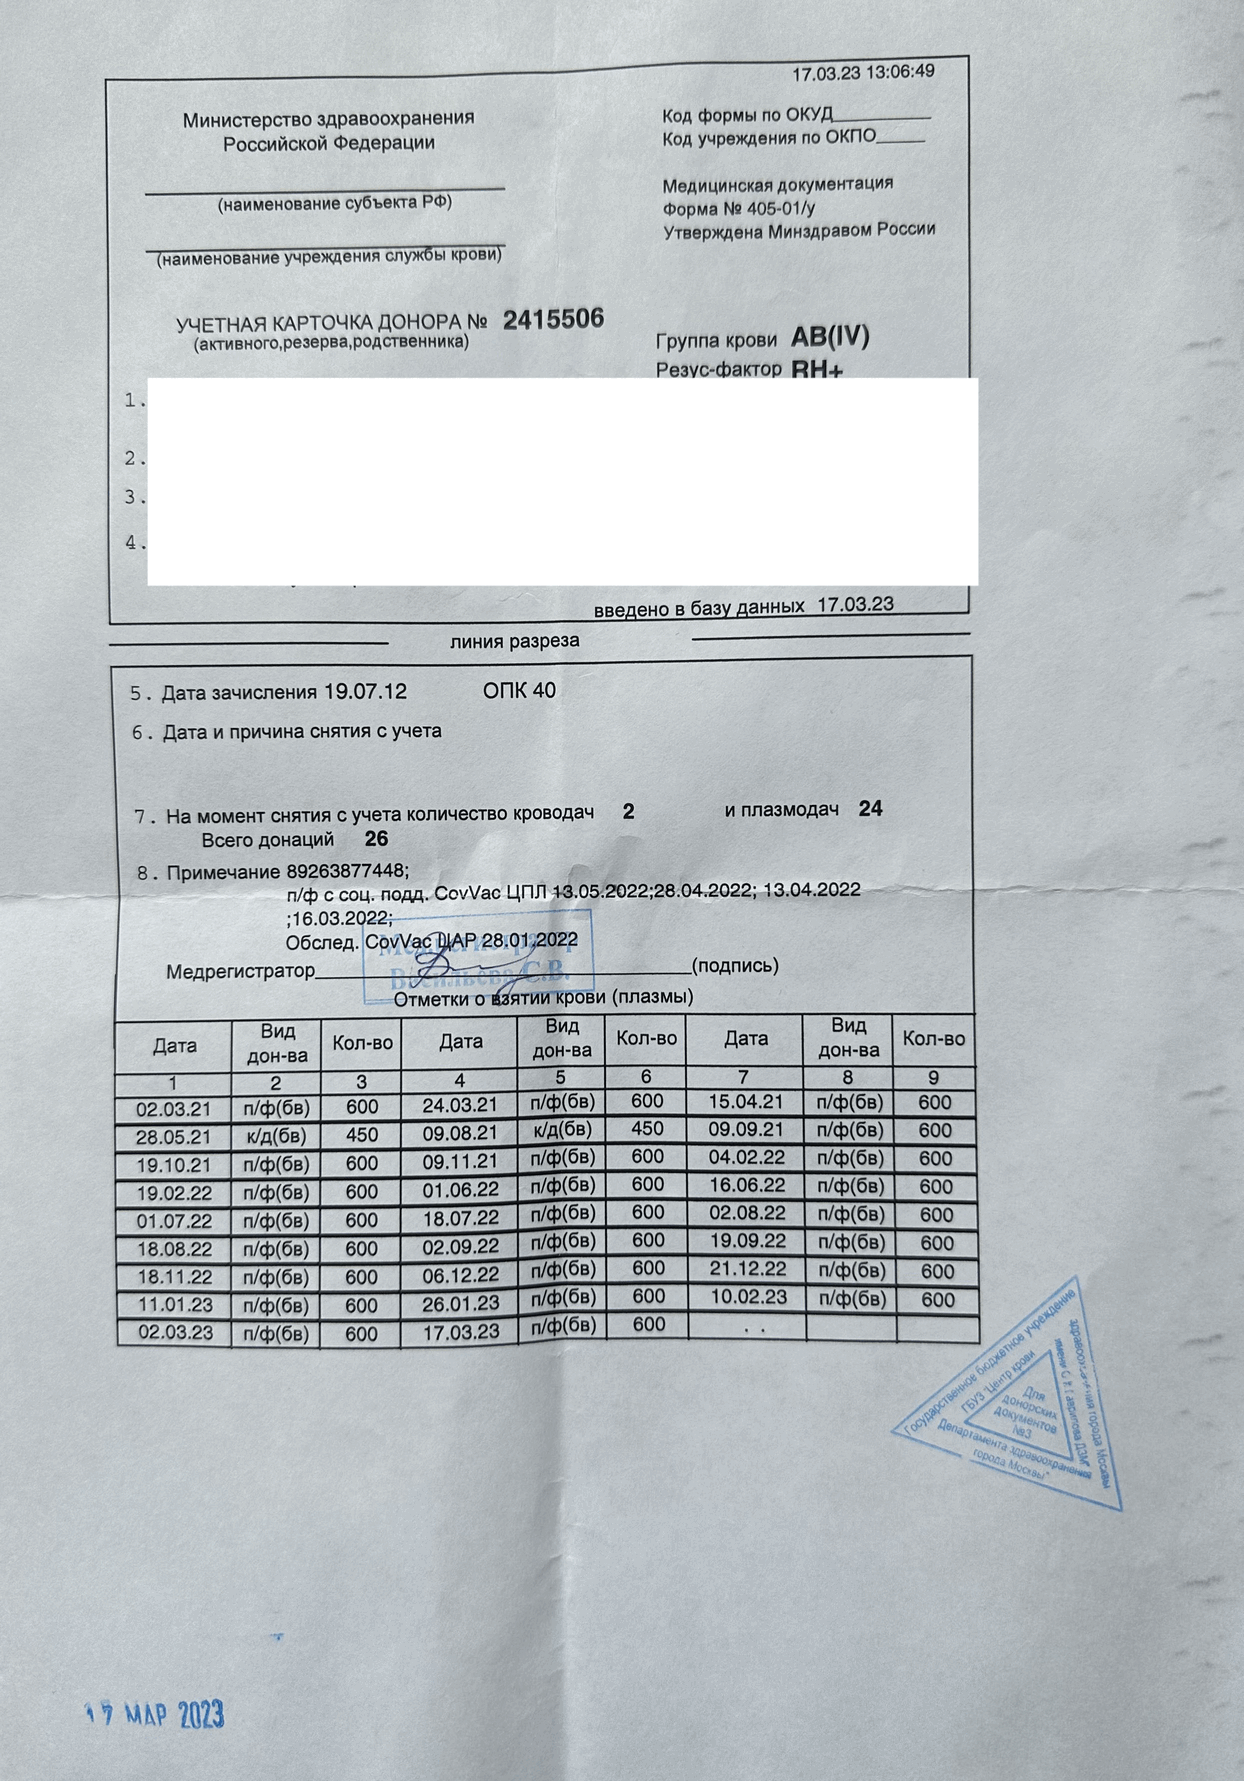 17.03.23 13:06:49
Министерство здравоохранения
Российской Федерации
(наименование субъекта РФ)
(наименование учреждения службы крови)
Код формы по ОКУД
Код учреждения по ОКПО
Медицинская документация
Форма № 405-01/у
Утверждена Минздравом России
УЧЕТНАЯ КАРТОЧКА ДОНОРА № 2415506
(активного,резерва,родственника)
Группа крови AB(IV)
Резус-фактор RH+
1.
2.
3.
4.
введено в базу данных 17.03.23
линия разреза
5. Дата зачисления 19.07.12 ОПК 40
6. Дата и причина снятия с учета
7. На момент снятия с учета количество кроводач 2 и плазмодач 24
Всего донаций 26
8. Примечание 89263877448;
п/ф с соц. подд. CovVac ЦПЛ 13.05.2022;28.04.2022; 13.04.2022
;16.03.2022;
Обслед. CovVac ЦАР 28.01.2022
Медрегистратор
Васильева С.В.
Медрегистратор (подпись)
Отметки о взятии крови (плазмы)
Дата Вид дон-ва Кол-во Дата Вид дон-ва Кол-во Дата Вид дон-ва Кол-во
1 2 3 4 5 6 7 8 9
02.03.21 п/ф(бв) 600 24.03.21 п/ф(бв) 600 15.04.21 п/ф(бв) 600
28.05.21 к/д(бв) 450 09.08.21 к/д(бв) 450 09.09.21 п/ф(бв) 600
19.10.21 п/ф(бв) 600 09.11.21 п/ф(бв) 600 04.02.22 п/ф(бв) 600
19.02.22 п/ф(бв) 600 01.06.22 п/ф(бв) 600 16.06.22 п/ф(бв) 600
01.07.22 п/ф(бв) 600 18.07.22 п/ф(бв) 600 02.08.22 п/ф(бв) 600
18.08.22 п/ф(бв) 600 02.09.22 п/ф(бв) 600 19.09.22 п/ф(бв) 600
18.11.22 п/ф(бв) 600 06.12.22 п/ф(бв) 600 21.12.22 п/ф(бв) 600
11.01.23 п/ф(бв) 600 26.01.23 п/ф(бв) 600 10.02.23 п/ф(бв) 600
02.03.23 п/ф(бв) 600 17.03.23 п/ф(бв) 600 . .
Государственное бюджетное учреждение
здравоохранения города Москвы
ГБУЗ "Центр крови
имени О.К.Гаврилова ДЗМ"
Департамента здравоохранения
города Москвы"
Для
донорских
документов
№3
17 МАР 2023